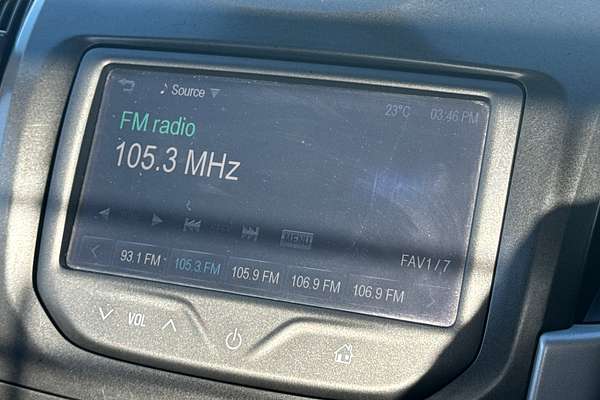 Source
23°C 03:46 PM
FM radio
105.3 MHz
MENU
FAV1/7
93.1 FM 105.3 FM 105.9 FM 106.9 FM 106.9 FM
VOL